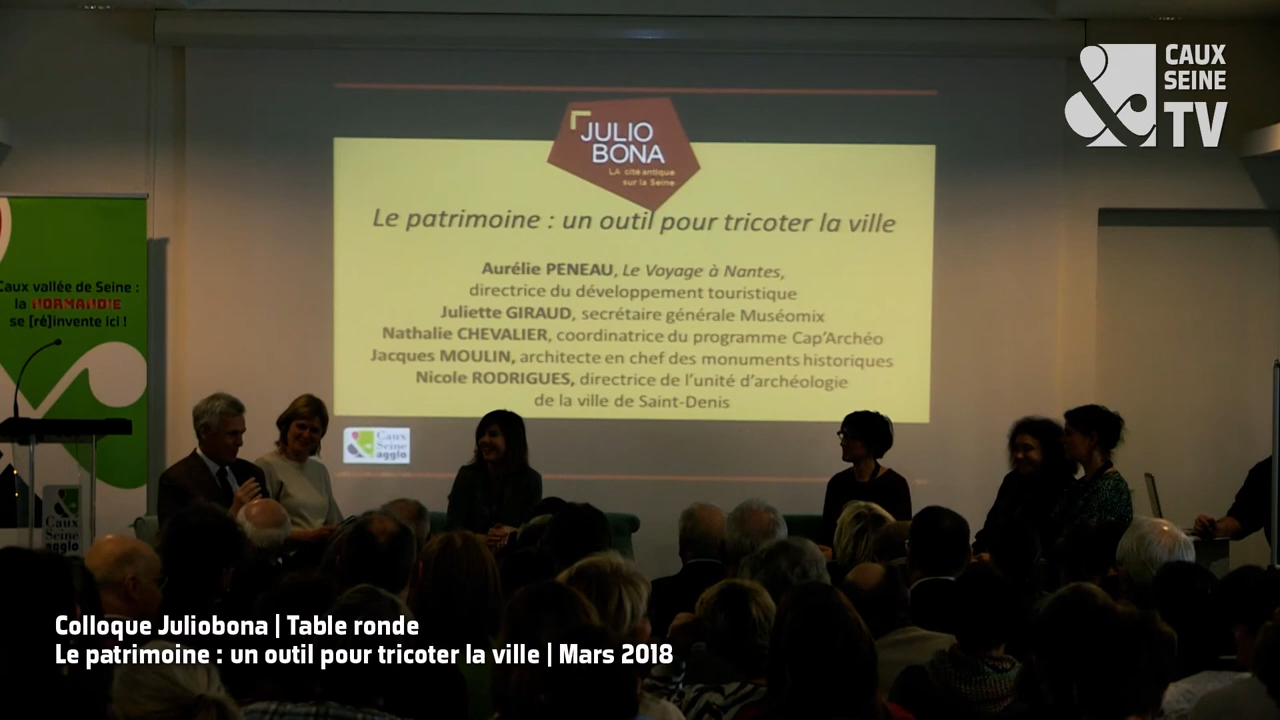 CAUX
SEINE
TV
JULIO
BONA
LA cité antique
sur la Seine
Le patrimoine : un outil pour tricoter la ville
Aurélie PENEAU, Le Voyage à Nantes,
directrice du développement touristique
Juliette GIRAUD, secrétaire générale Muséomix
Nathalie CHEVALIER, coordinatrice du programme Cap'Archéo
Jacques MOULIN, architecte en chef des monuments historiques
Nicole RODRIGUES, directrice de l'unité d'archéologie
de la ville de Saint-Denis
Caux
Seine
agglo
Caux vallée de Seine :
la NORMANDIE
se [ré]invente ici !
Caux
Seine
agglo
Colloque Juliobona | Table ronde
Le patrimoine : un outil pour tricoter la ville | Mars 2018